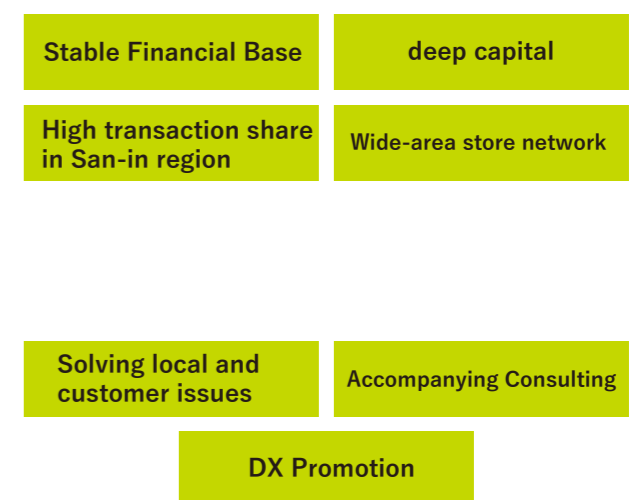 Stable Financial Base
deep capital
High transaction share
in San-in region
Wide-area store network
Solving local and
customer issues
Accompanying Consulting
DX Promotion